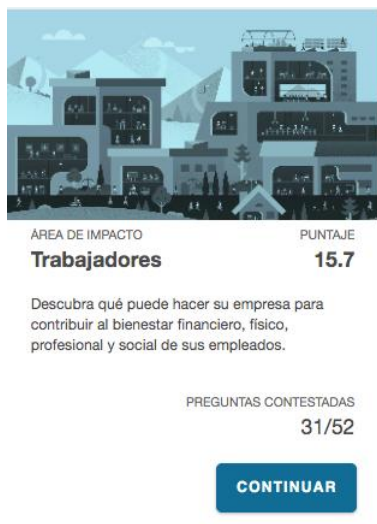 ÁREA DE IMPACTO PUNTAJE
Trabajadores 15.7
Descubra qué puede hacer su empresa para
contribuir al bienestar financiero, físico,
profesional y social de sus empleados.
PREGUNTAS CONTESTADAS
31/52
CONTINUAR